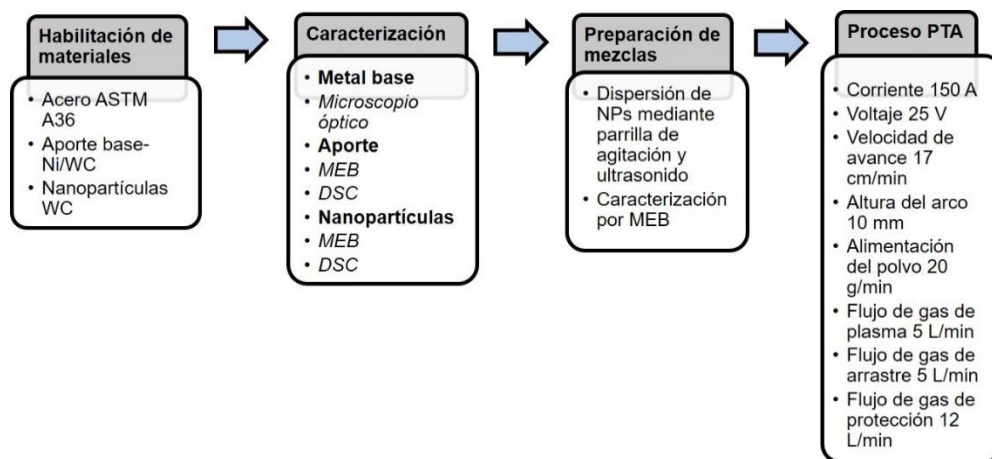 Habilitación de
materiales
• Acero ASTM
A36
• Aporte base-
Ni/WC
• Nanopartículas
WC
Caracterización
• Metal base
• Microscopio
óptico
• Aporte
• MEB
• DSC
• Nanopartículas
• MEB
• DSC
Preparación de
mezclas
• Dispersión de
NPs mediante
parrilla de
agitación y
ultrasonido
• Caracterización
por MEB
Proceso PTA
• Corriente 150 A
• Voltaje 25 V
• Velocidad de
avance 17
cm/min
• Altura del arco
10 mm
• Alimentación
del polvo 20
g/min
• Flujo de gas de
plasma 5 L/min
• Flujo de gas de
arrastre 5 L/min
• Flujo de gas de
protección 12
L/min